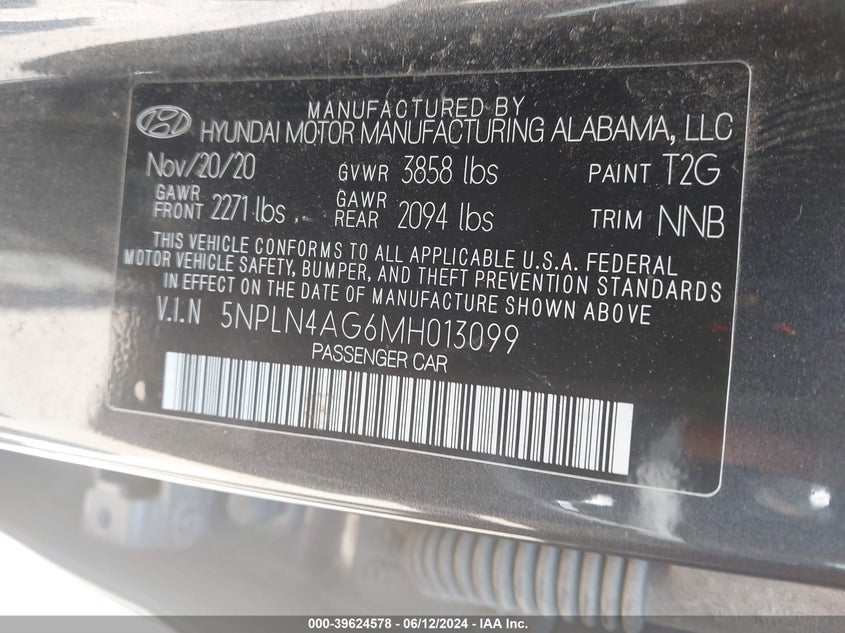 MANUFACTURED BY
HYUNDAI MOTOR MANUFACTURING ALABAMA, LLC
Nov/20/20 GVWR 3858 lbs PAINT T2G
GAWR FRONT 2271 lbs GAWR REAR 2094 lbs TRIM NNB
THIS VEHICLE CONFORMS TO ALL APPLICABLE U.S.A. FEDERAL
MOTOR VEHICLE SAFETY, BUMPER, AND THEFT PREVENTION STANDARDS
IN EFFECT ON THE DATE OF MANUFACTURE SHOWN ABOVE
V.I.N 5NPLN4AG6MH013099
PASSENGER CAR
000-39624578 - 06/12/2024 - IAA Inc.